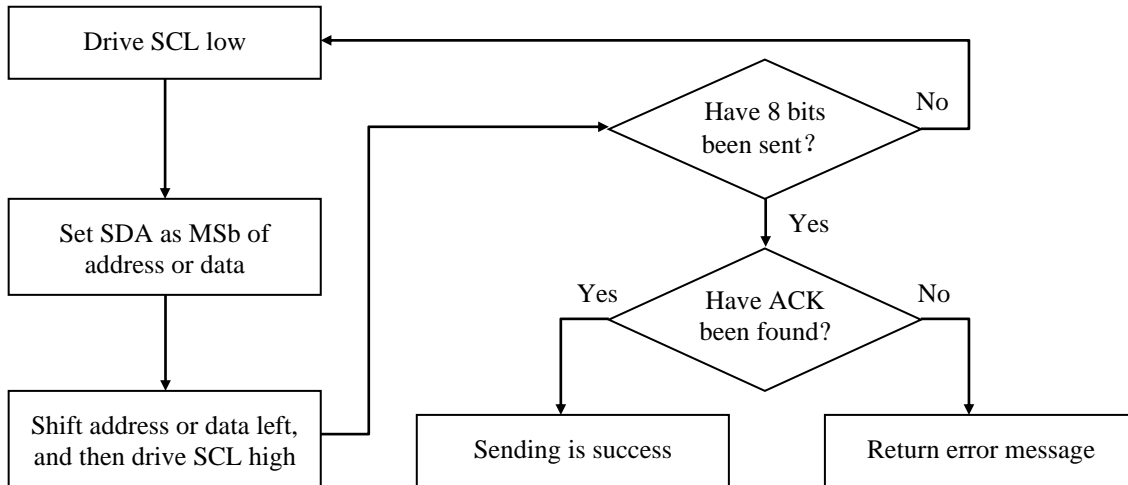 Drive SCL low
Set SDA as MSb of
address or data
Shift address or data left,
and then drive SCL high
Have 8 bits
been sent?
No
Yes
Have ACK
been found?
Yes
No
Sending is success
Return error message